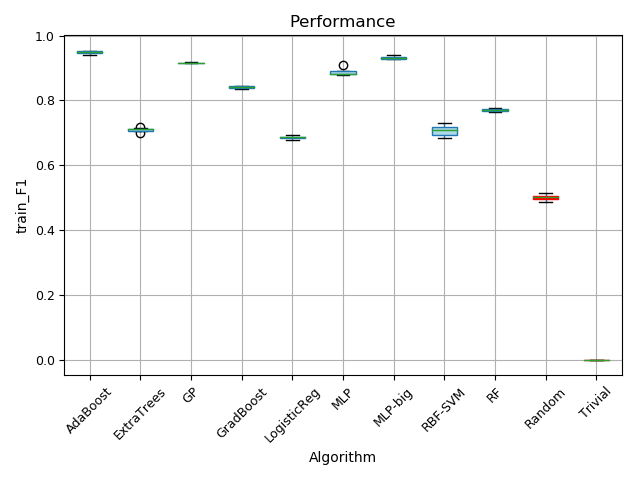 Performance
train_F1
1.0
0.8
0.6
0.4
0.2
0.0
AdaBoost
ExtraTrees
GP
GradBoost
LogisticReg
MLP
MLP-big
RBF-SVM
RF
Random
Trivial
Algorithm